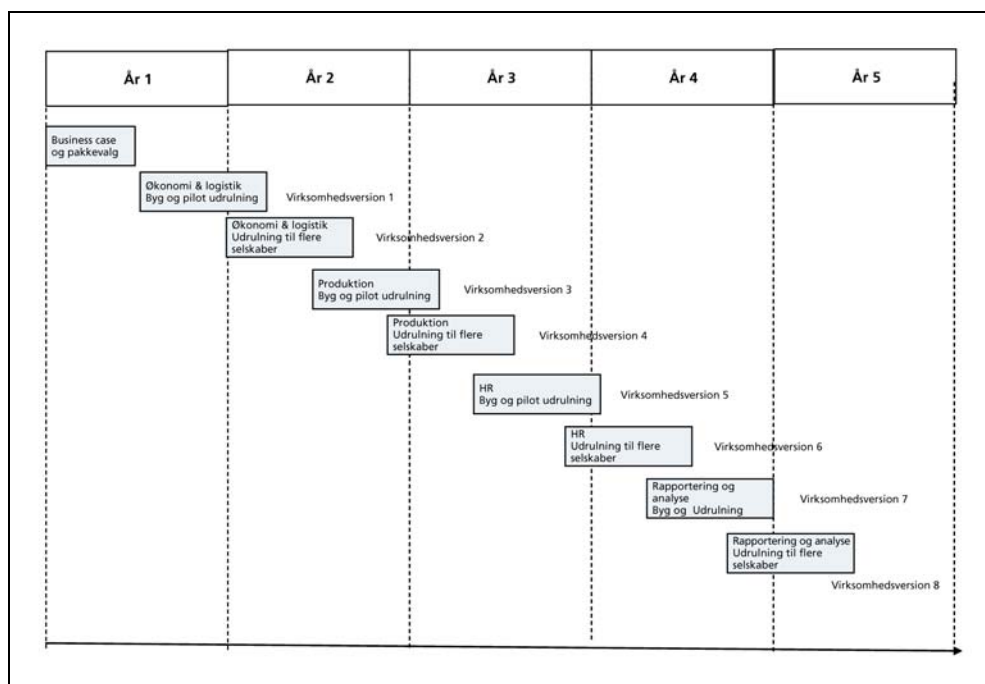 År 1
År 2
År 3
År 4
År 5
Business case
og pakkevalg
Økonomi & logistik
Byg og pilot udrulning
Virksomhedsversion 1
Økonomi & logistik
Udrulning til flere
selskaber
Virksomhedsversion 2
Produktion
Byg og pilot udrulning
Virksomhedsversion 3
Produktion
Udrulning til flere
selskaber
Virksomhedsversion 4
HR
Byg og pilot udrulning
Virksomhedsversion 5
HR
Udrulning til flere
selskaber
Virksomhedsversion 6
Rapportering og
analyse
Byg og Udrulning
Virksomhedsversion 7
Rapportering og analyse
Udrulning til flere
selskaber
Virksomhedsversion 8